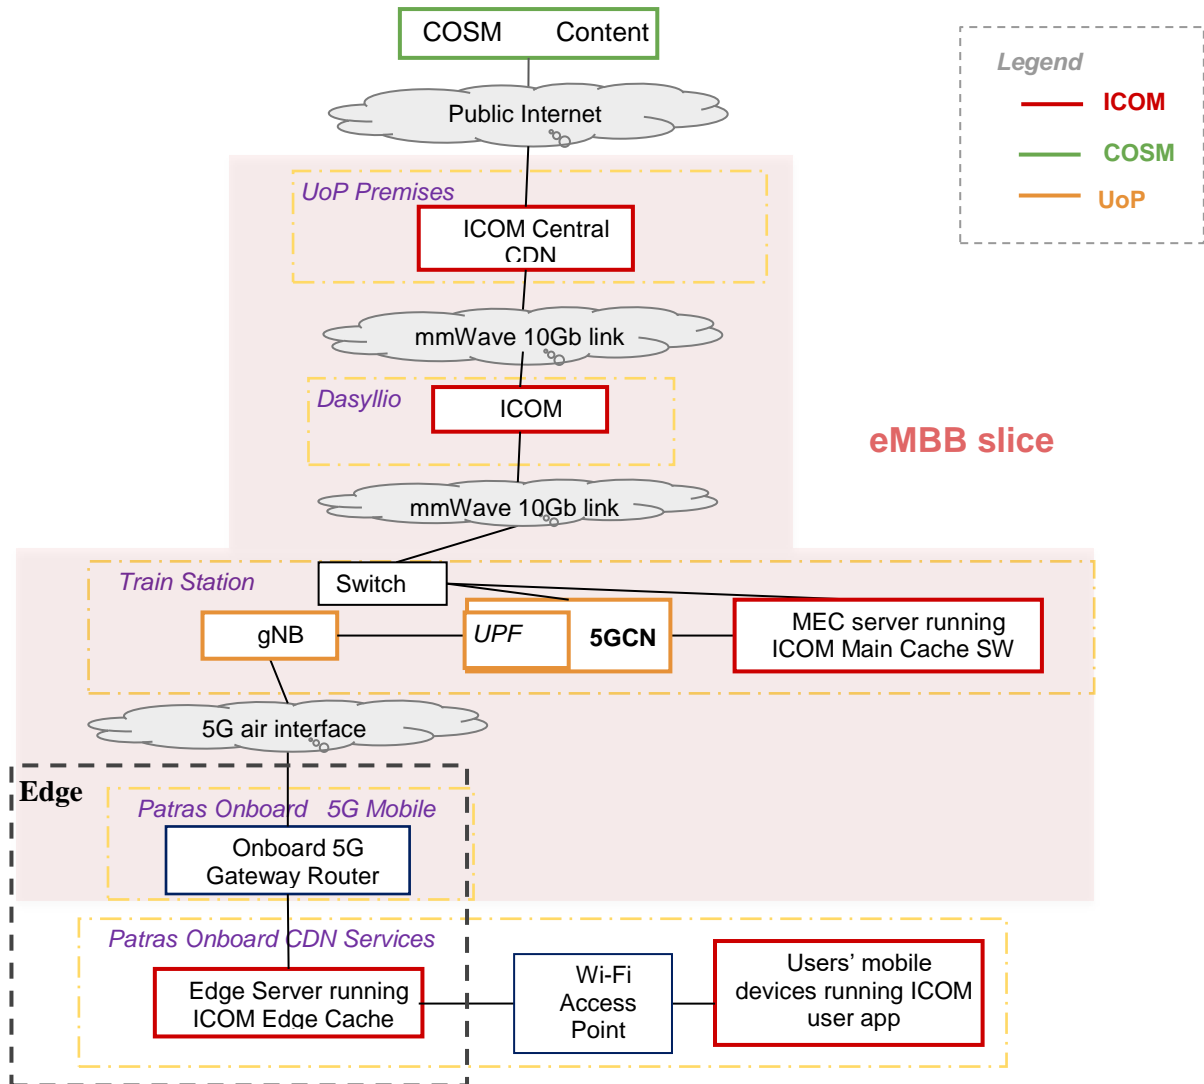 COSM Content
Legend
ICOM
COSM
UoP
Public Internet
UoP Premises
ICOM Central
CDN
mmWave 10Gb link
Dasyllio
ICOM
eMBB slice
mmWave 10Gb link
Train Station
Switch
gNB
UPF
5GCN
MEC server running
ICOM Main Cache SW
5G air interface
Edge
Patras Onboard 5G Mobile
Onboard 5G
Gateway Router
Patras Onboard CDN Services
Edge Server running
ICOM Edge Cache
Wi-Fi
Access
Point
Users’ mobile
devices running ICOM
user app